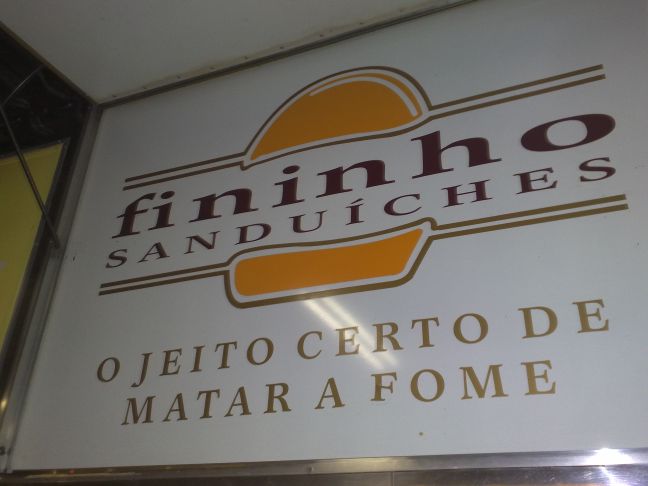 fininho
SANDUÍCHES
O JEITO CERTO DE
MATAR A FOME